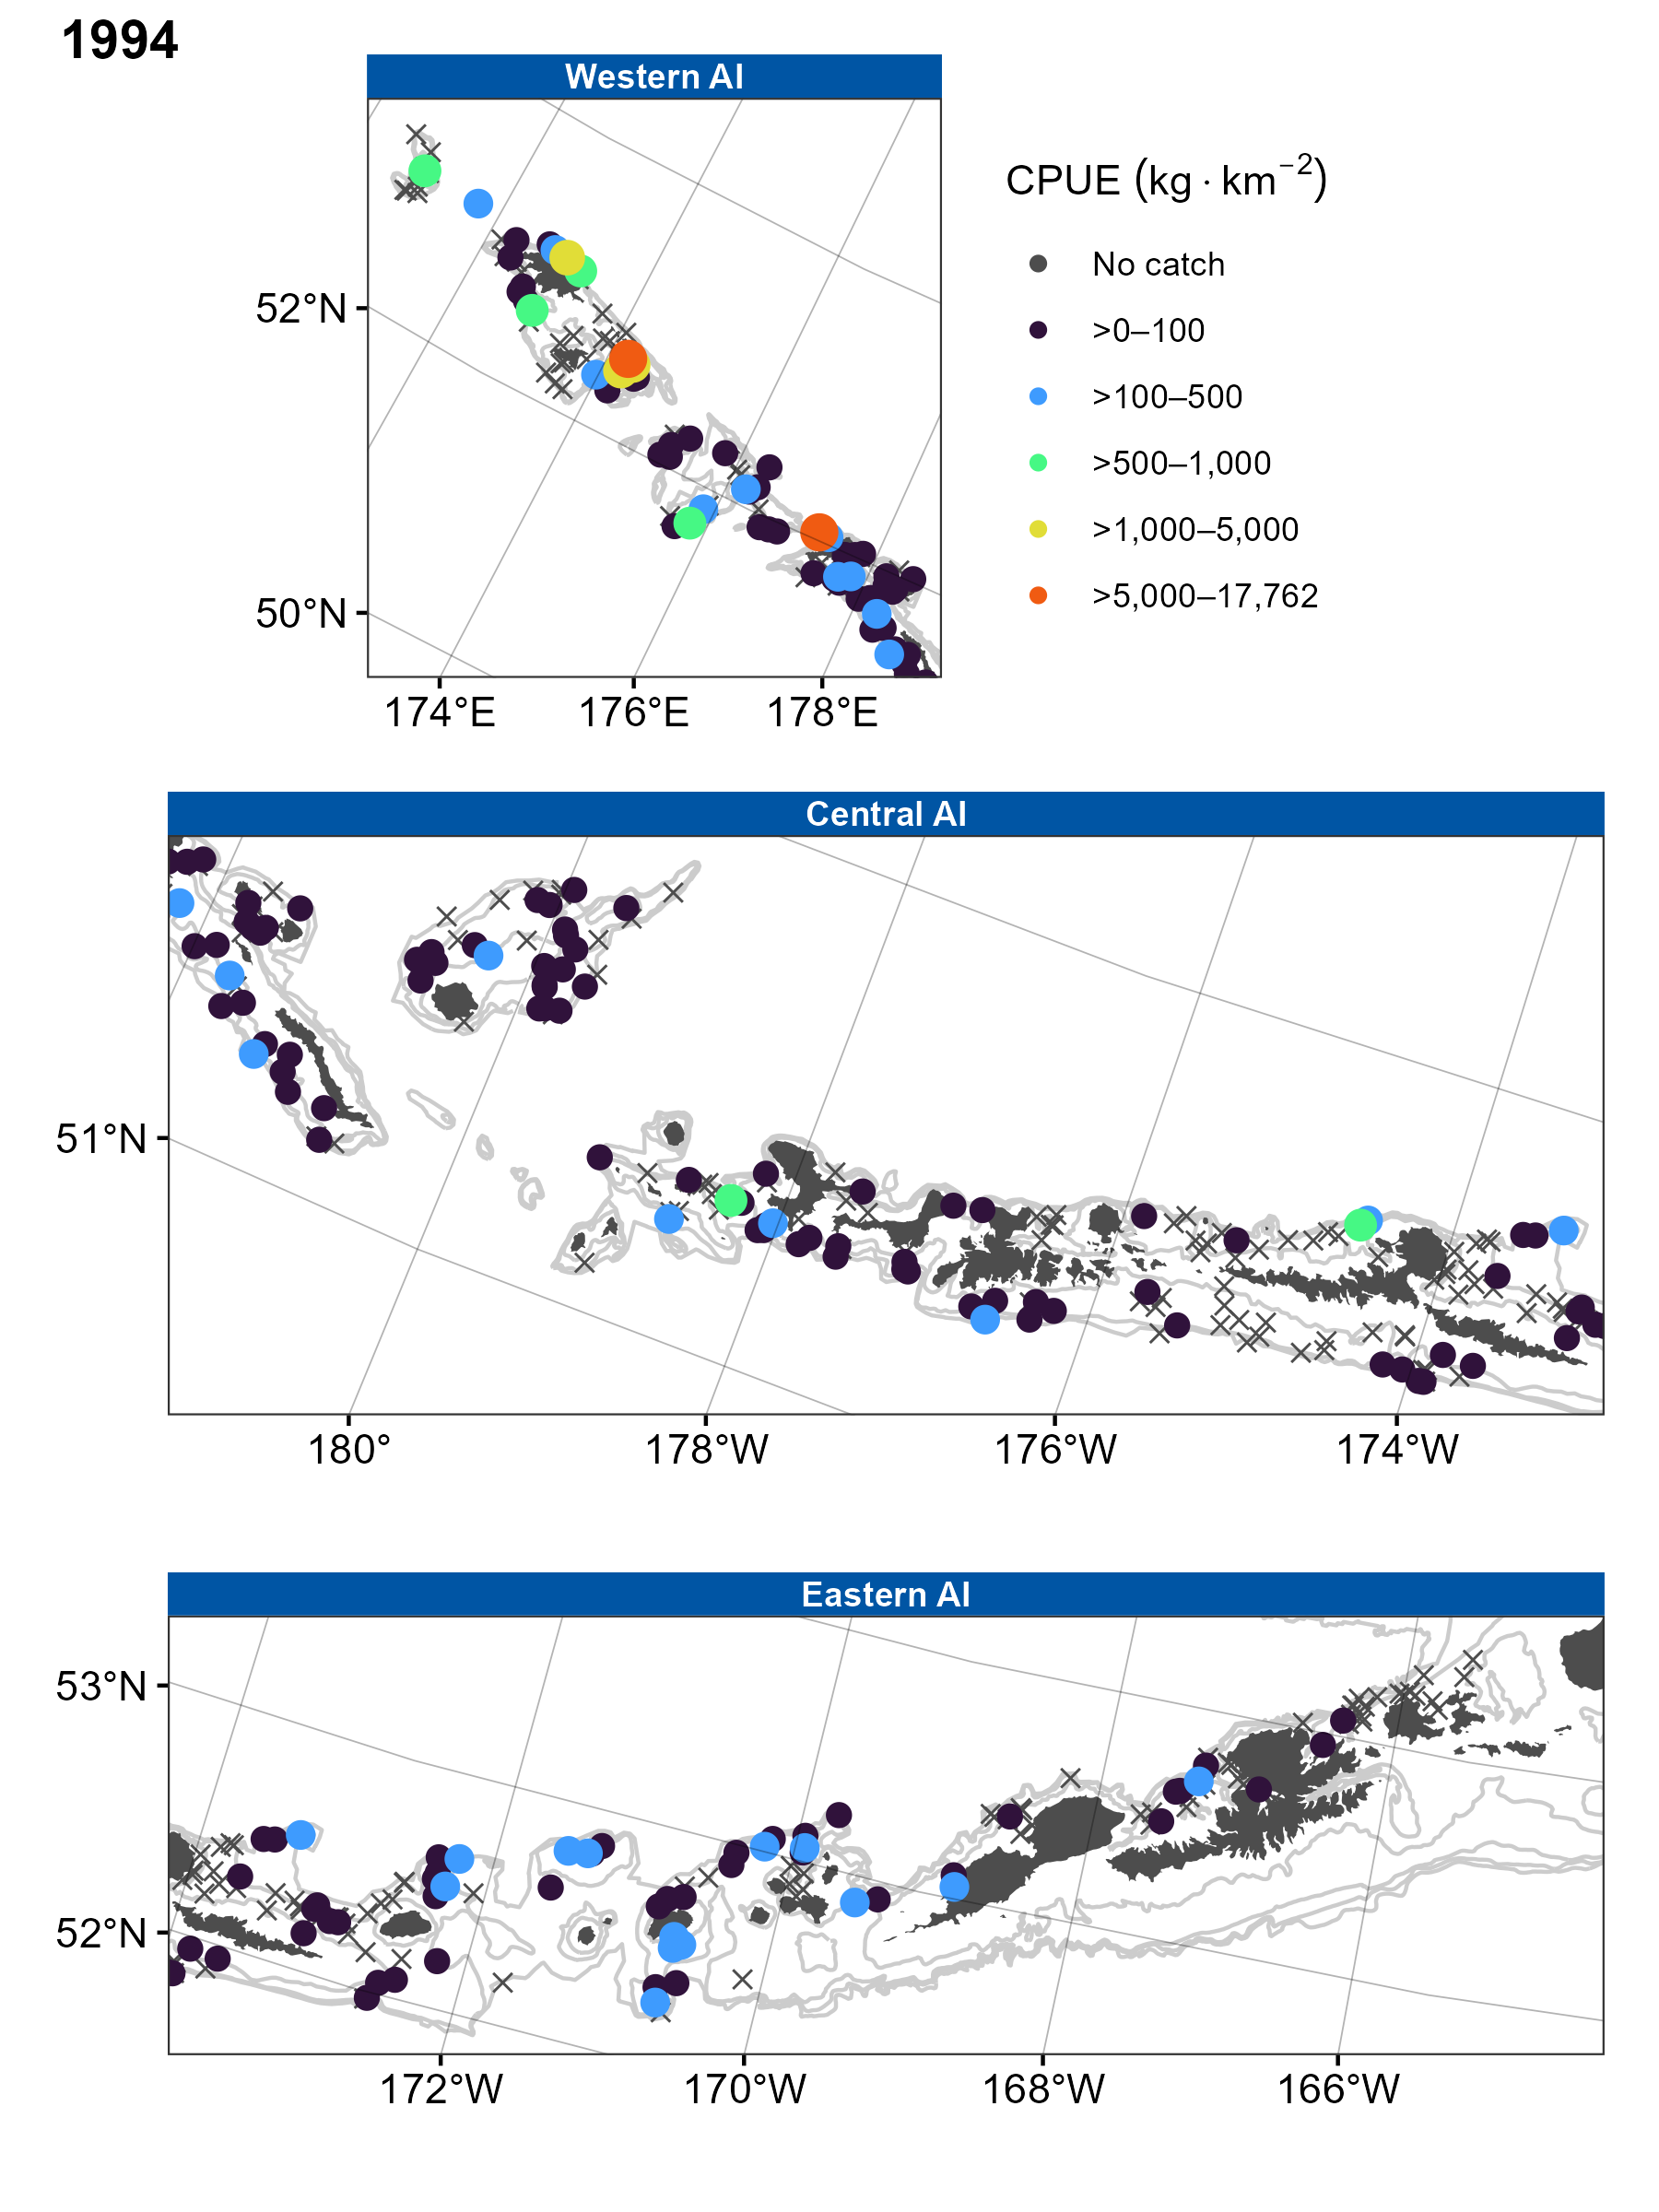 1994
Western AI
CPUE (kg · km⁻²)
No catch
>0–100
>100–500
>500–1,000
>1,000–5,000
>5,000–17,762
52°N
50°N
174°E 176°E 178°E
Central AI
51°N
180° 178°W 176°W 174°W
Eastern AI
53°N
52°N
172°W 170°W 168°W 166°W